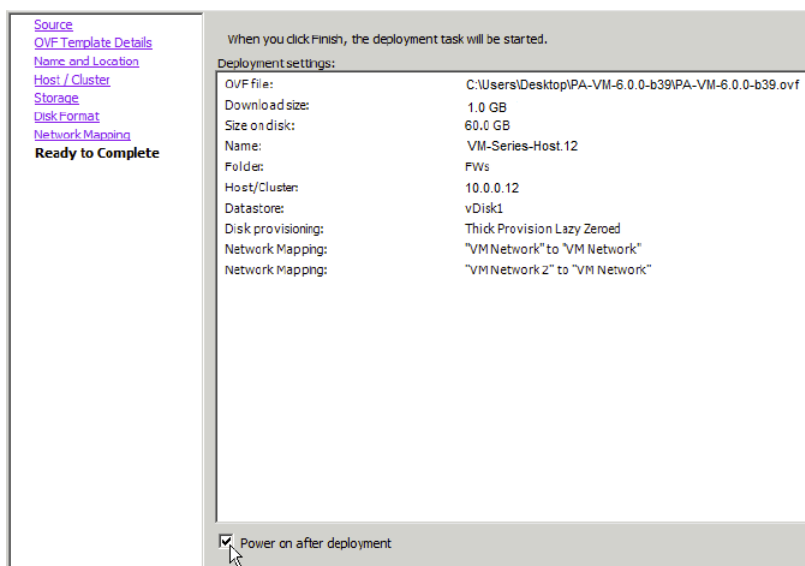 Source
OVF Template Details
Name and Location
Host / Cluster
Storage
Disk Format
Network Mapping
Ready to Complete
When you click Finish, the deployment task will be started.
Deployment settings:
OVF file: C:\Users\Desktop\PA-VM-6.0.0-b39\PA-VM-6.0.0-b39.ovf
Download size: 1.0 GB
Size on disk: 60.0 GB
Name: VM-Series-Host.12
Folder: FWs
Host/Cluster: 10.0.0.12
Datastore: vDisk1
Disk provisioning: Thick Provision Lazy Zeroed
Network Mapping: "VM Network" to "VM Network"
Network Mapping: "VM Network 2" to "VM Network"
Power on after deployment